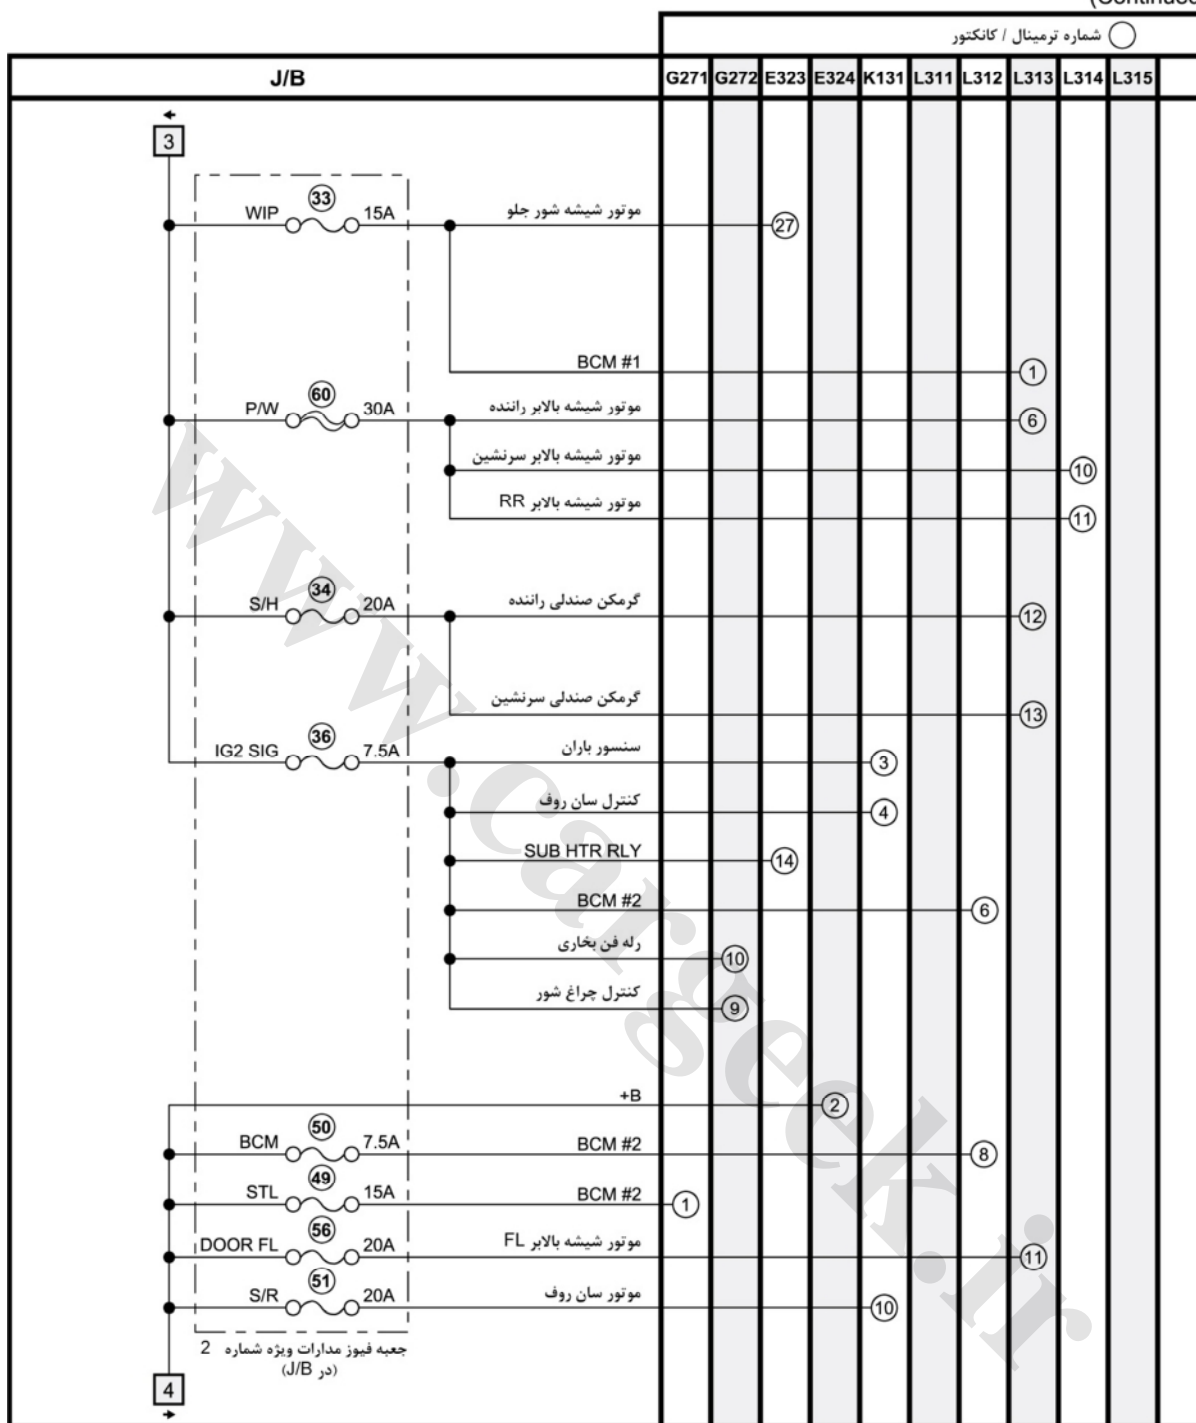 (Continued
شماره ترمینال / کانکتور
J/B G271 G272 E323 E324 K131 L311 L312 L313 L314 L315
3
33
WIP 15A موتور شیشه شور جلو 27
BCM #1 1
60
P/W 30A موتور شیشه بالابر راننده 6
موتور شیشه بالابر سرنشین 10
موتور شیشه بالابر RR 11
34
S/H 20A گرمکن صندلی راننده 12
گرمکن صندلی سرنشین 13
36
IG2 SIG 7.5A سنسور باران 3
کنترل سان روف 4
SUB HTR RLY 14
BCM #2 6
رله فن بخاری 10
کنترل چراغ شور 9
+B 2
50
BCM 7.5A BCM #2 8
49
STL 15A BCM #2 1
56
DOOR FL 20A موتور شیشه بالابر FL 11
51
S/R 20A موتور سان روف 10
جعبه فیوز مدارات ویژه شماره 2
(در J/B)
4
www.cargeek.ir